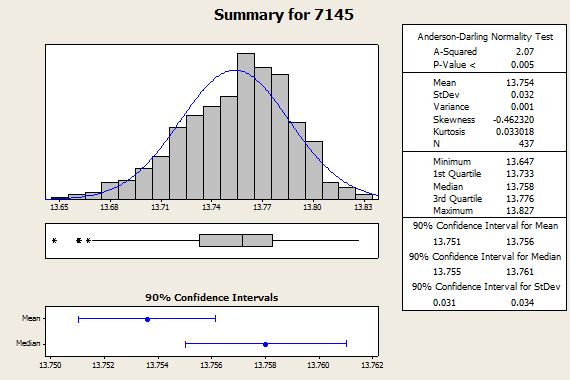 Summary for 7145
13.65 13.68 13.71 13.74 13.77 13.80 13.83
90% Confidence Intervals
Mean
Median
13.750 13.752 13.754 13.756 13.758 13.760 13.762
Anderson-Darling Normality Test
A-Squared 2.07
P-Value < 0.005
Mean 13.754
StDev 0.032
Variance 0.001
Skewness -0.462320
Kurtosis 0.033018
N 437
Minimum 13.647
1st Quartile 13.733
Median 13.758
3rd Quartile 13.776
Maximum 13.827
90% Confidence Interval for Mean
13.751 13.756
90% Confidence Interval for Median
13.755 13.761
90% Confidence Interval for StDev
0.031 0.034